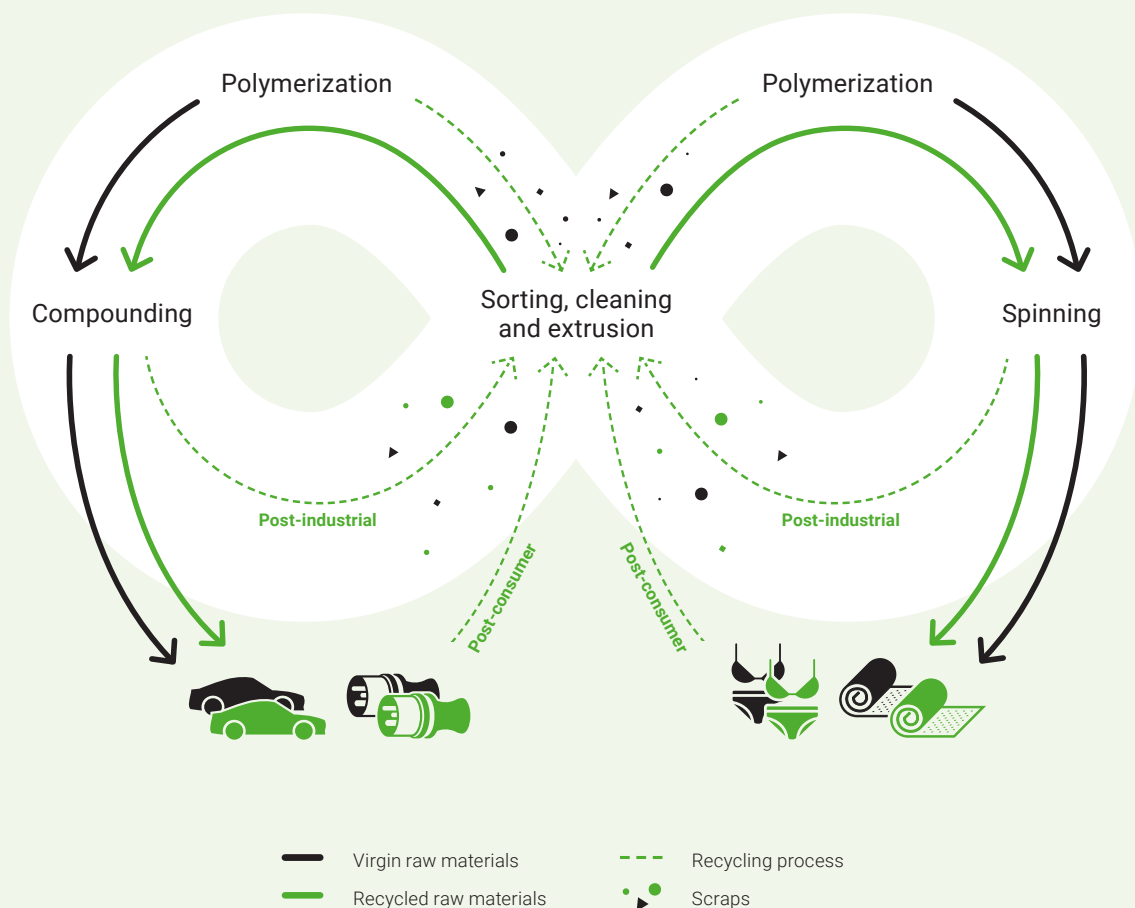 Polymerization
Polymerization
Compounding
Sorting, cleaning
and extrusion
Spinning
Post-industrial
Post-industrial
Post-consumer
Post-consumer
Virgin raw materials
Recycling process
Recycled raw materials
Scraps